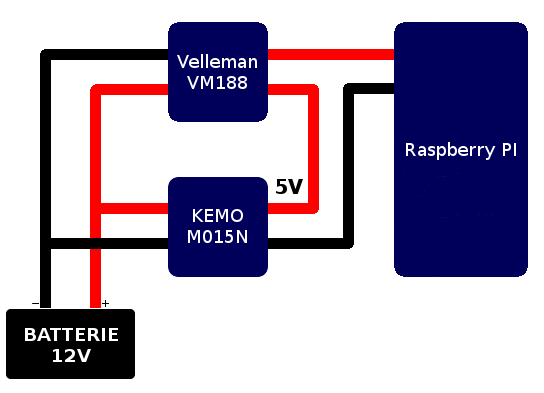 Velleman
VM188
Raspberry PI
5V
KEMO
M015N
− +
BATTERIE
12V